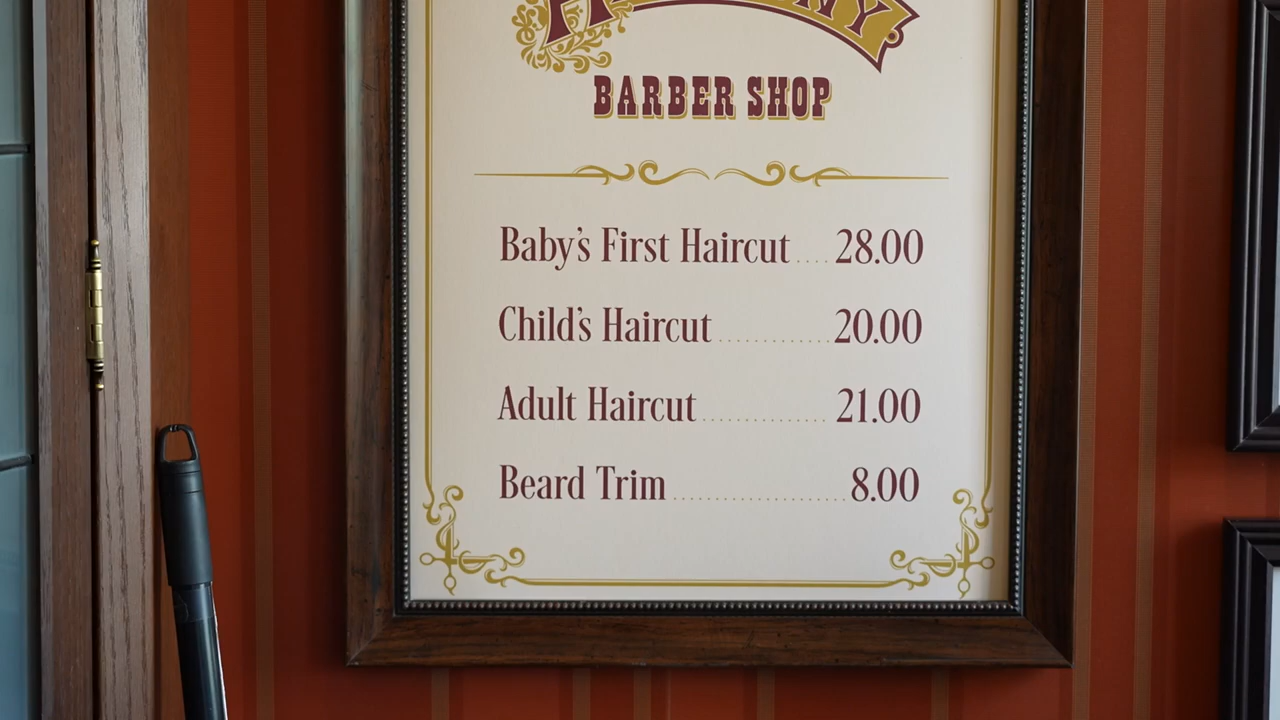 BARBER SHOP
Baby's First Haircut .... 28.00
Child's Haircut ............. 20.00
Adult Haircut .............. 21.00
Beard Trim ................... 8.00